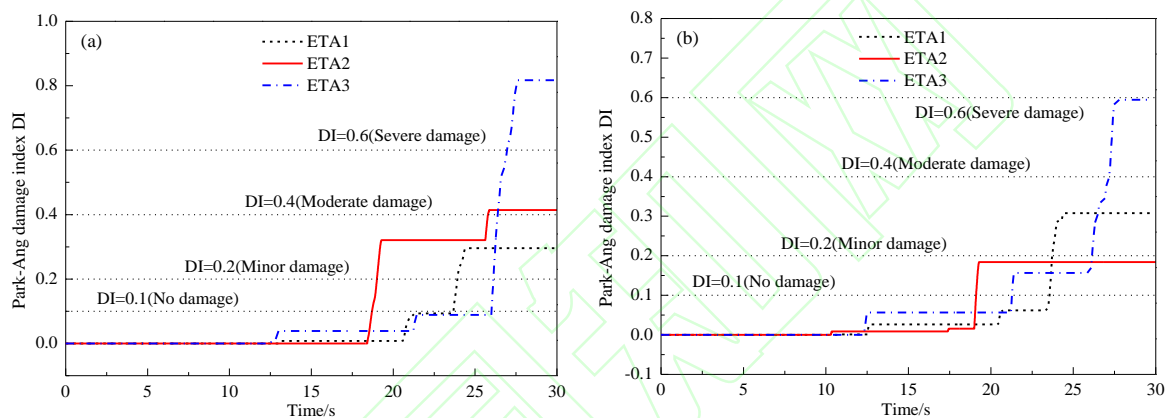 (a)
ETA1
ETA2
ETA3
DI=0.6(Severe damage)
DI=0.4(Moderate damage)
DI=0.2(Minor damage)
DI=0.1(No damage)
Park-Ang damage index DI
1.0
0.8
0.6
0.4
0.2
0.0
0 5 10 15 20 25 30
Time/s
(b)
ETA1
ETA2
ETA3
DI=0.6(Severe damage)
DI=0.4(Moderate damage)
DI=0.2(Minor damage)
DI=0.1(No damage)
Park-Ang damage index DI
0.8
0.7
0.6
0.5
0.4
0.3
0.2
0.1
0.0
-0.1
0 5 10 15 20 25 30
Time/s